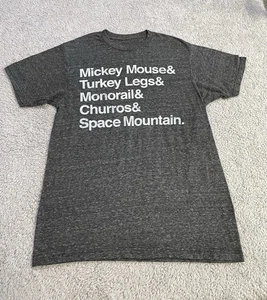 Mickey Mouse&
Turkey Legs&
Monorail&
Churros&
Space Mountain.